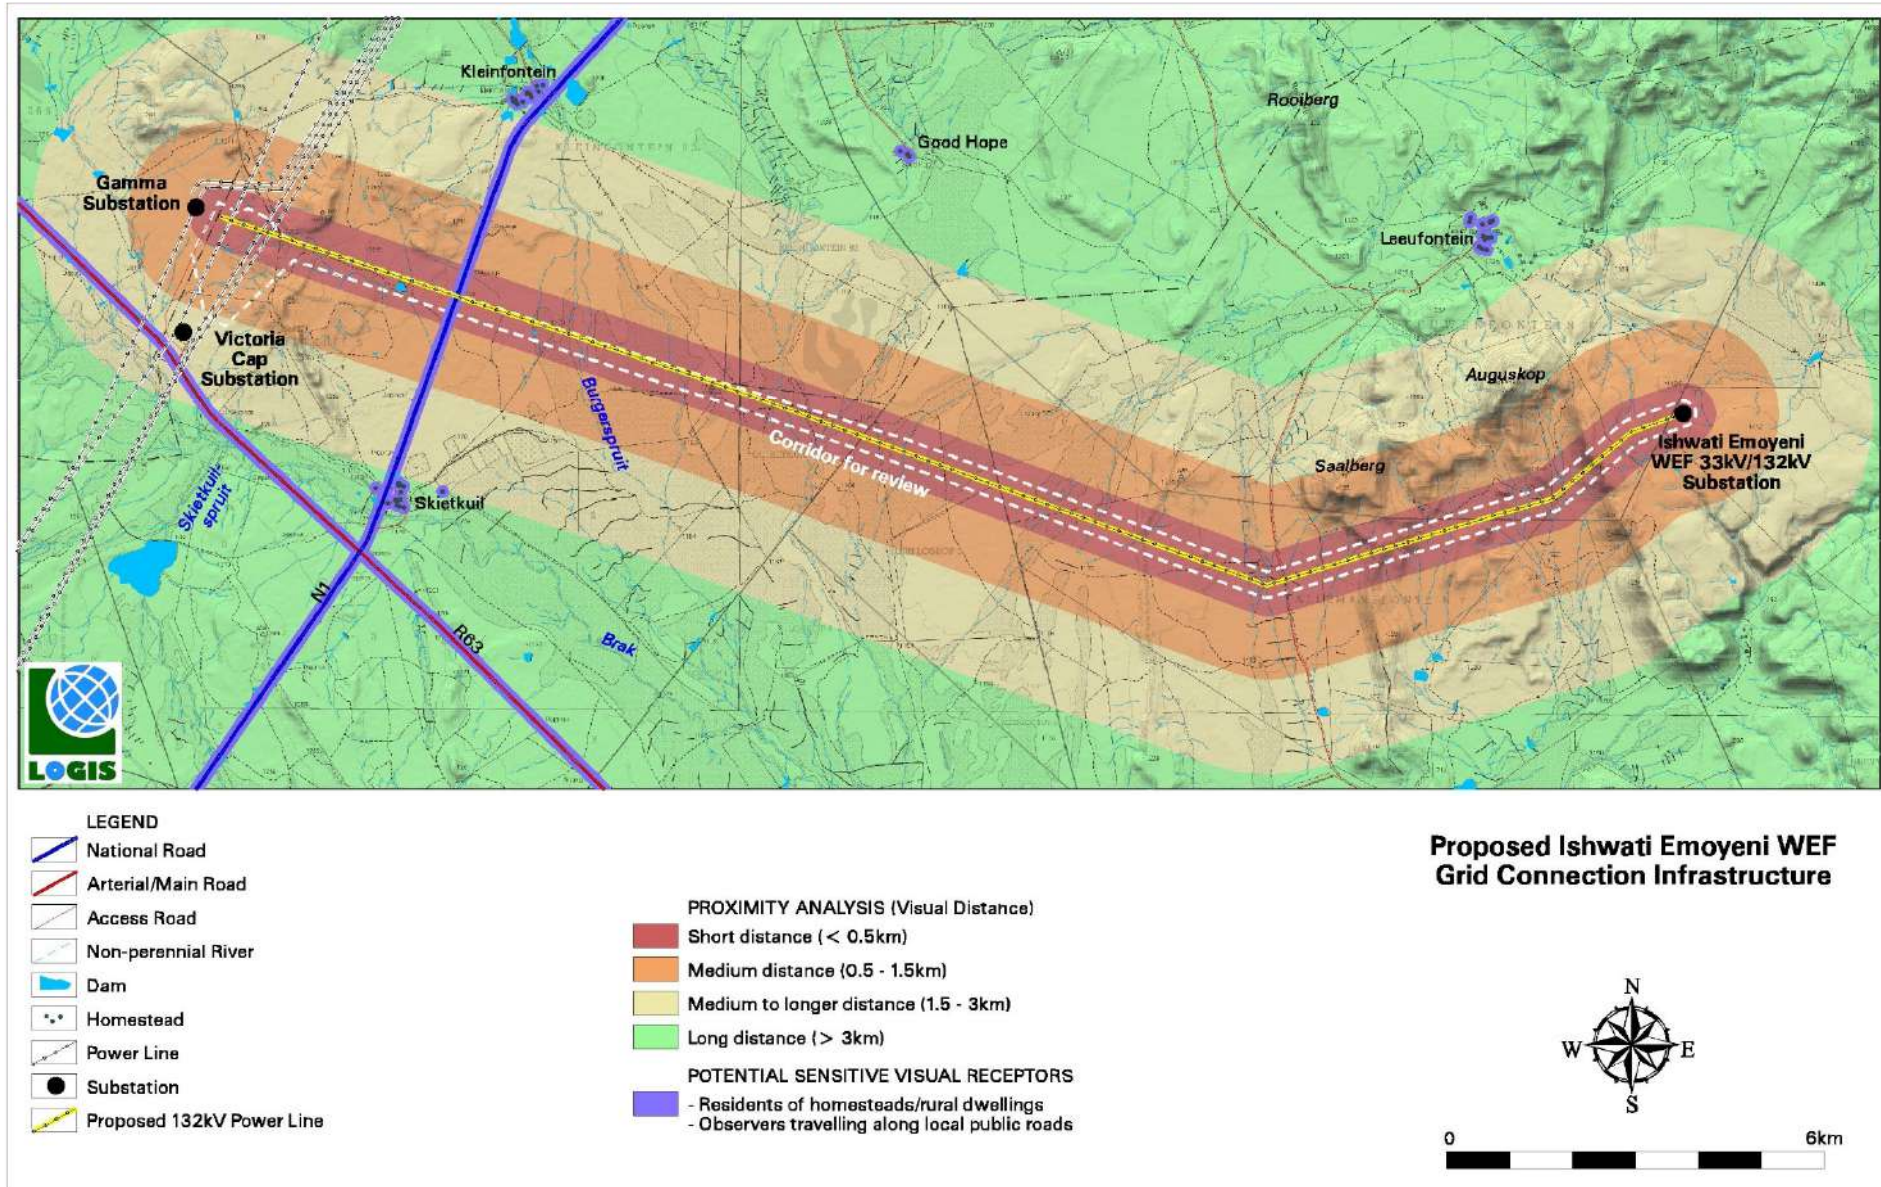 Kleinfontein
Rooiberg
Good Hope
Gamma
Substation
Leeufontein
Victoria
Cap
Substation
Burgerspruit
Auguskop
Corridor for review
Saalberg
Ishwati Emoyeni
WEF 33kV/132kV
Substation
Skietkuil-
spruit
Skietkuil
N1
R63
Brak
LOGIS
LEGEND
National Road
Arterial/Main Road
Access Road
Non-perennial River
Dam
Homestead
Power Line
Substation
Proposed 132kV Power Line
PROXIMITY ANALYSIS (Visual Distance)
Short distance (< 0.5km)
Medium distance (0.5 - 1.5km)
Medium to longer distance (1.5 - 3km)
Long distance (> 3km)
POTENTIAL SENSITIVE VISUAL RECEPTORS
- Residents of homesteads/rural dwellings
- Observers travelling along local public roads
Proposed Ishwati Emoyeni WEF
Grid Connection Infrastructure
N
W E
S
0 6km